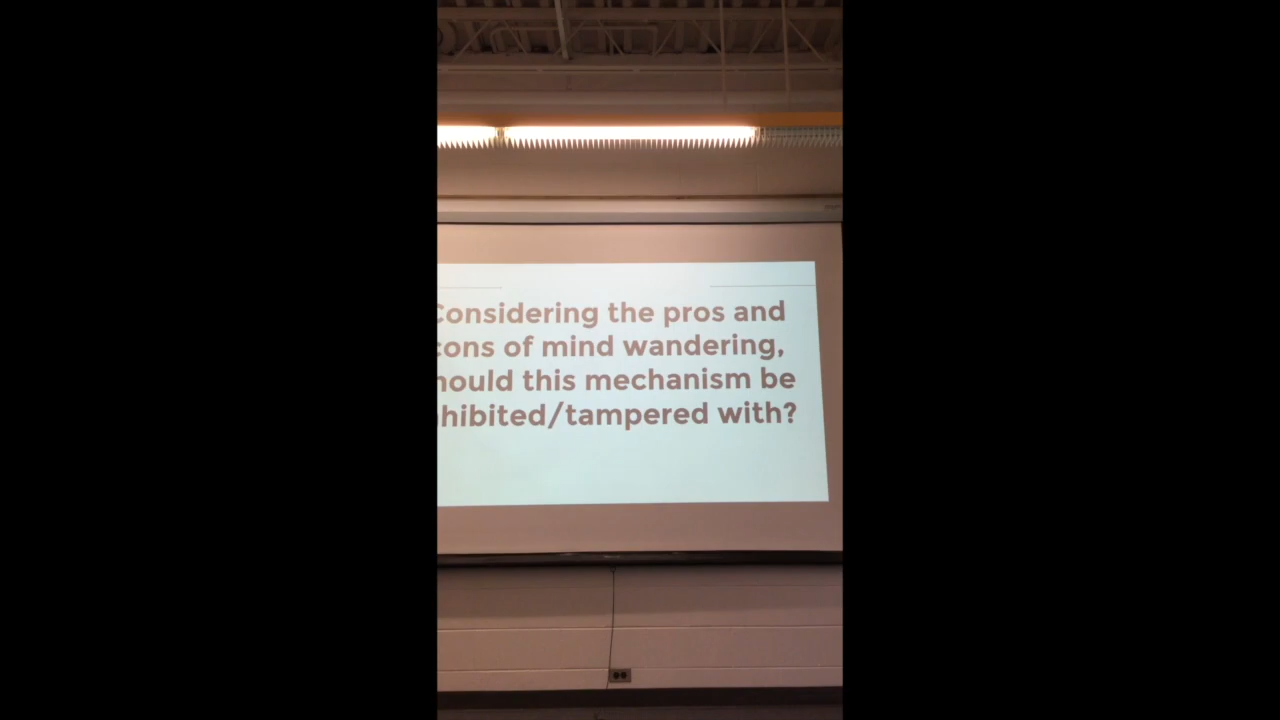 Considering the pros and
cons of mind wandering,
hould this mechanism be
hibited/tampered with?